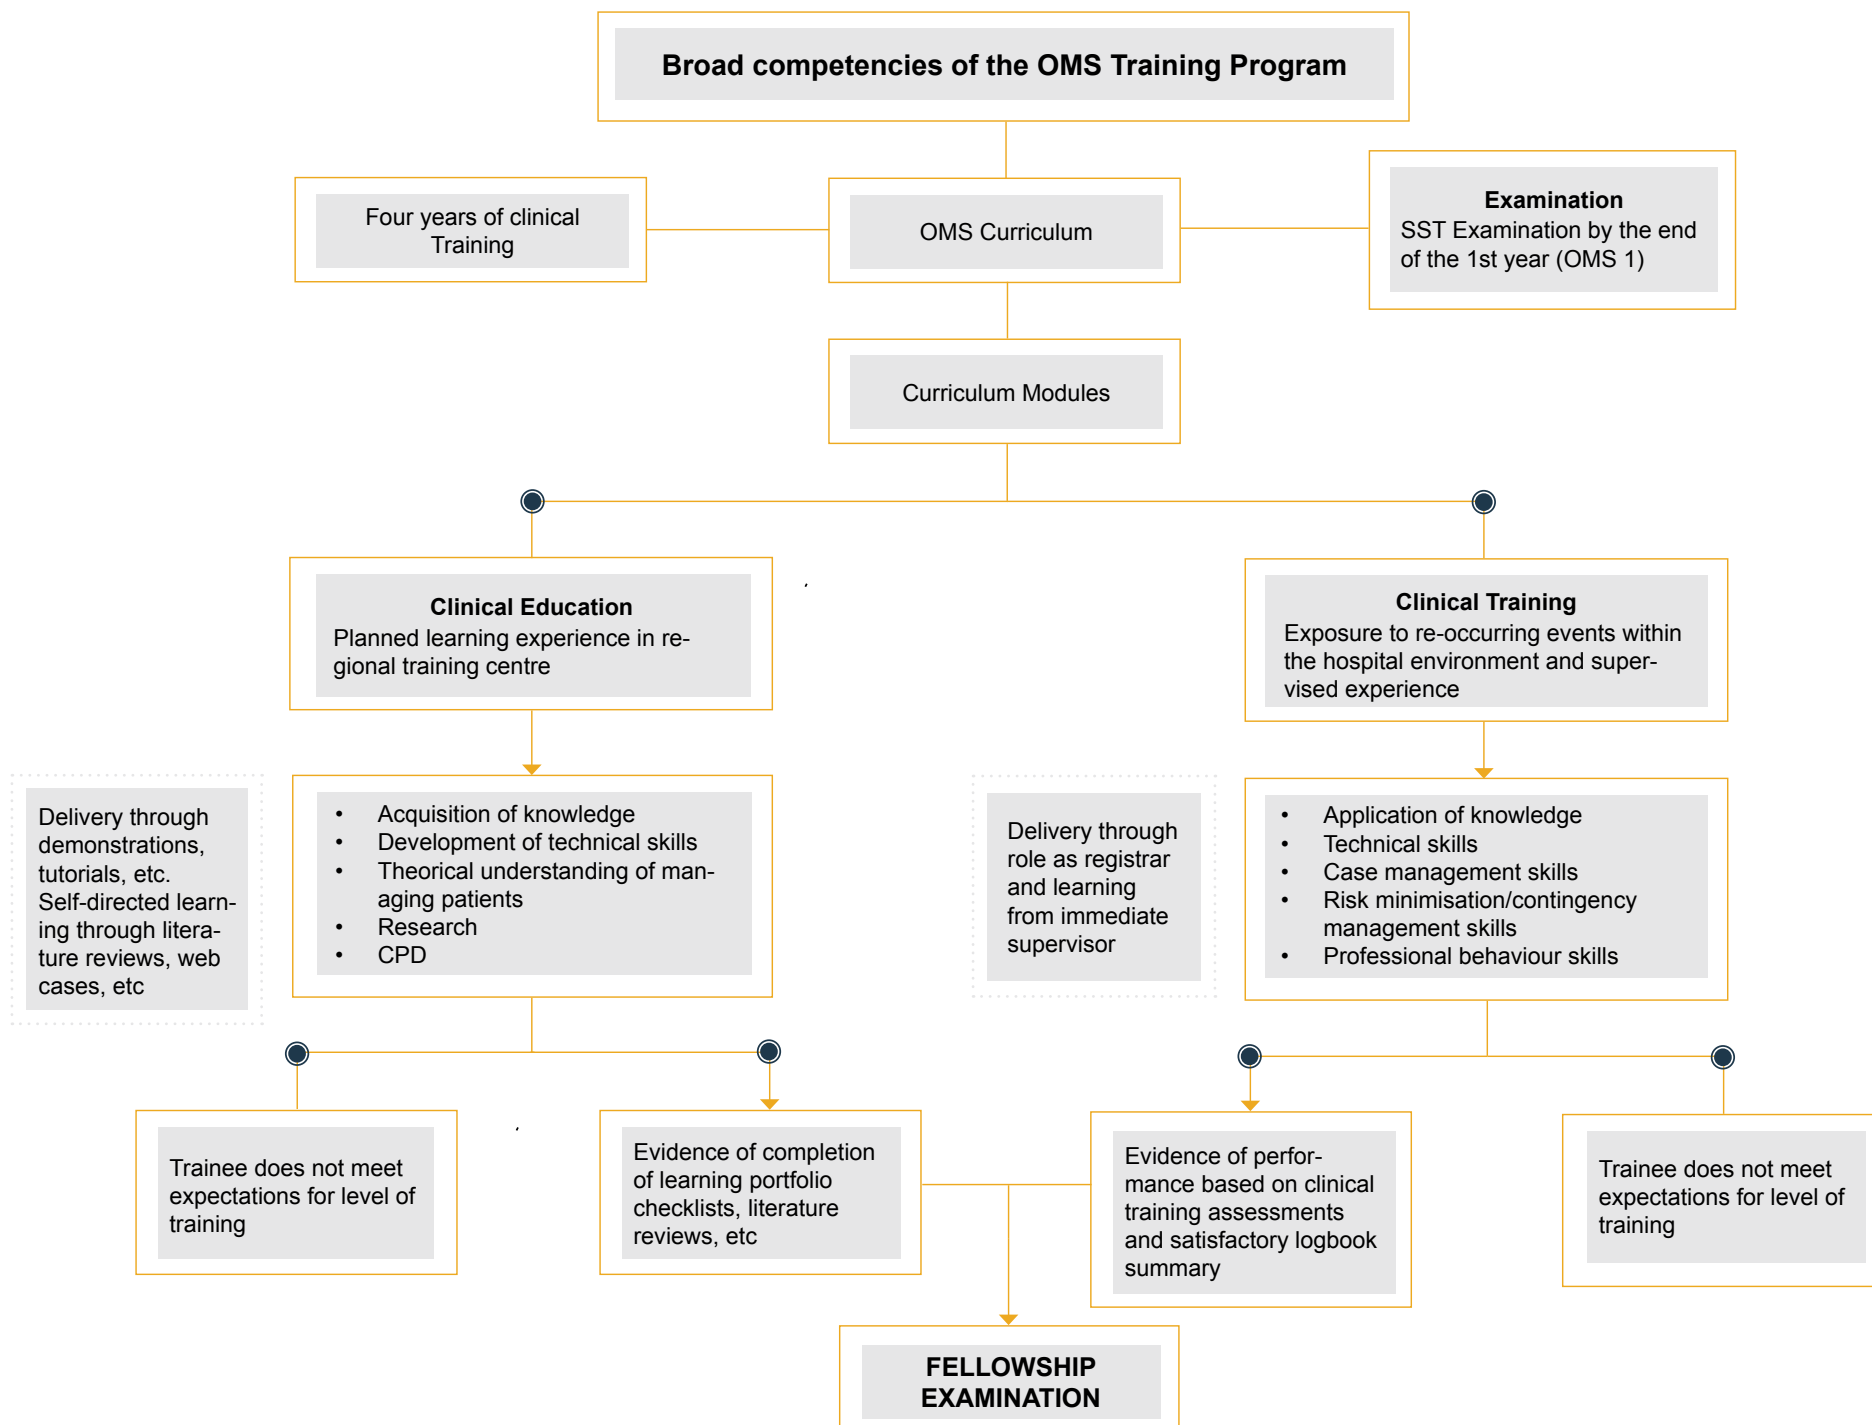 Broad competencies of the OMS Training Program
Four years of clinical
Training
OMS Curriculum
Examination
SST Examination by the end
of the 1st year (OMS 1)
Curriculum Modules
Clinical Education
Planned learning experience in re-
gional training centre
Clinical Training
Exposure to re-occurring events within
the hospital environment and super-
vised experience
Delivery through
demonstrations,
tutorials, etc.
Self-directed learn-
ing through litera-
ture reviews, web
cases, etc
• Acquisition of knowledge
• Development of technical skills
• Theorical understanding of man-
aging patients
• Research
• CPD
Delivery through
role as registrar
and learning
from immediate
supervisor
• Application of knowledge
• Technical skills
• Case management skills
• Risk minimisation/contingency
management skills
• Professional behaviour skills
Trainee does not meet
expectations for level of
training
Evidence of completion
of learning portfolio
checklists, literature
reviews, etc
Evidence of perfor-
mance based on clinical
training assessments
and satisfactory logbook
summary
Trainee does not meet
expectations for level of
training
FELLOWSHIP
EXAMINATION